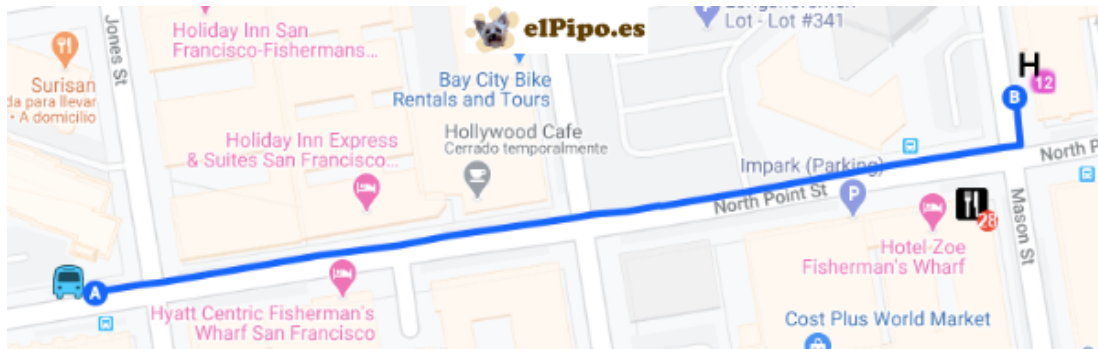 Holiday Inn San
Francisco-Fishermans...
elPipo.es
Lot - Lot #341
Jones St
Surisan
da para llevar
• A domicilio
Bay City Bike
Rentals and Tours
H
12
B
Holiday Inn Express
& Suites San Francisco...
Hollywood Cafe
Cerrado temporalmente
Impark (Parking)
P
North P
North Point St
28
Mason St
Hotel Zoe
Fisherman's Wharf
A
Hyatt Centric Fisherman's
Wharf San Francisco
Cost Plus World Market